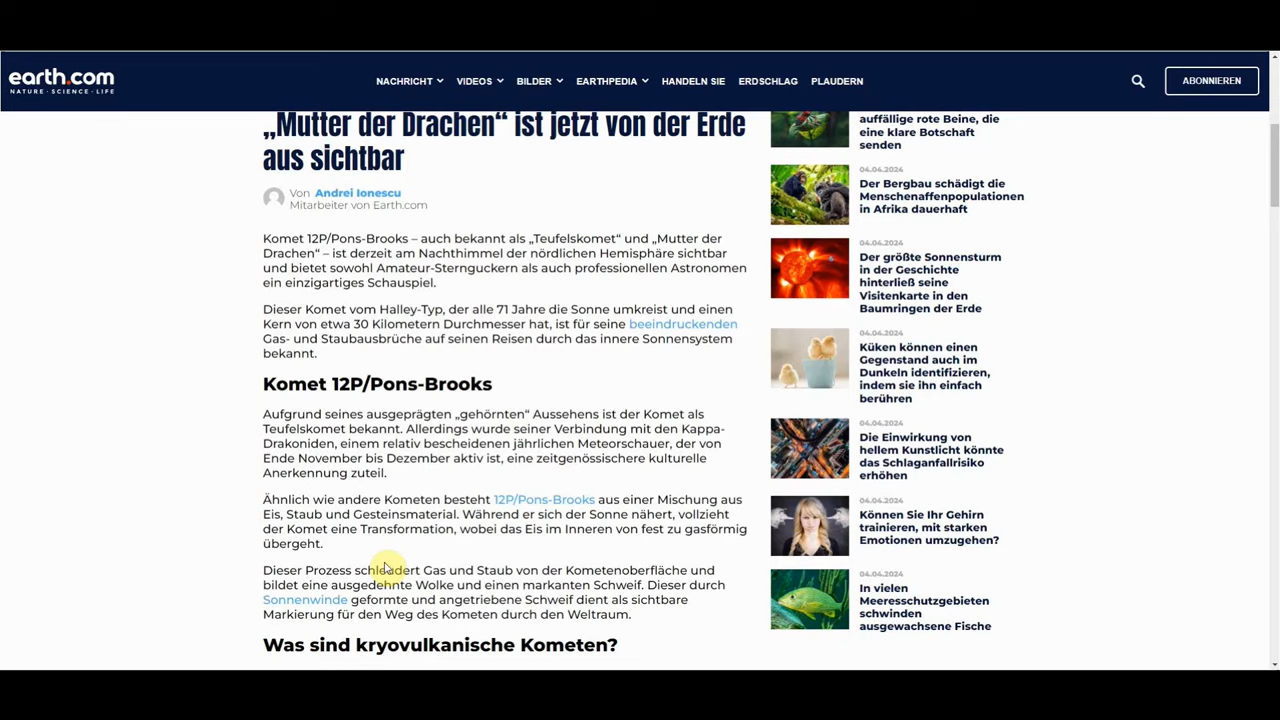 earth.com
NATURE · SCIENCE · LIFE
NACHRICHT
VIDEOS
BILDER
EARTHPEDIA
HANDELN SIE
ERDSCHLAG
PLAUDERN
ABONNIEREN
„Mutter der Drachen“ ist jetzt von der Erde
aus sichtbar
Von Andrei Ionescu
Mitarbeiter von Earth.com
Komet 12P/Pons-Brooks – auch bekannt als „Teufelskomet“ und „Mutter der
Drachen“ – ist derzeit am Nachthimmel der nördlichen Hemisphäre sichtbar
und bietet sowohl Amateur-Sternguckern als auch professionellen Astronomen
ein einzigartiges Schauspiel.
Dieser Komet vom Halley-Typ, der alle 71 Jahre die Sonne umkreist und einen
Kern von etwa 30 Kilometern Durchmesser hat, ist für seine beeindruckenden
Gas- und Staubausbrüche auf seinen Reisen durch das innere Sonnensystem
bekannt.
Komet 12P/Pons-Brooks
Aufgrund seines ausgeprägten „gehörnten“ Aussehens ist der Komet als
Teufelskomet bekannt. Allerdings wurde seiner Verbindung mit den Kappa-
Drakoniden, einem relativ bescheidenen jährlichen Meteorschauer, der von
Ende November bis Dezember aktiv ist, eine zeitgenössischere kulturelle
Anerkennung zuteil.
Ähnlich wie andere Kometen besteht 12P/Pons-Brooks aus einer Mischung aus
Eis, Staub und Gesteinsmaterial. Während er sich der Sonne nähert, vollzieht
der Komet eine Transformation, wobei das Eis im Inneren von fest zu gasförmig
übergeht.
Dieser Prozess schleudert Gas und Staub von der Kometenoberfläche und
bildet eine ausgedehnte Wolke und einen markanten Schweif. Dieser durch
Sonnenwinde geformte und angetriebene Schweif dient als sichtbare
Markierung für den Weg des Kometen durch den Weltraum.
Was sind kryovulkanische Kometen?
auffällige rote Beine, die
eine klare Botschaft
senden
04.04.2024
Der Bergbau schädigt die
Menschenaffenpopulationen
in Afrika dauerhaft
04.04.2024
Der größte Sonnensturm
in der Geschichte
hinterließ seine
Visitenkarte in den
Baumringen der Erde
04.04.2024
Küken können einen
Gegenstand auch im
Dunkeln identifizieren,
indem sie ihn einfach
berühren
04.04.2024
Die Einwirkung von
hellem Kunstlicht könnte
das Schlaganfallrisiko
erhöhen
04.04.2024
Können Sie Ihr Gehirn
trainieren, mit starken
Emotionen umzugehen?
04.04.2024
In vielen
Meeresschutzgebieten
schwinden
ausgewachsene Fische